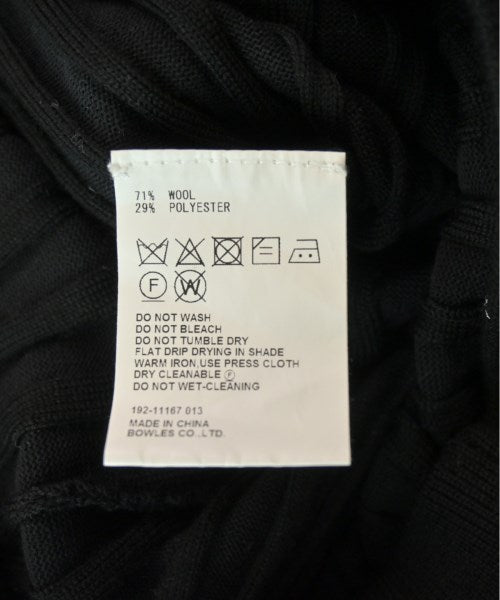 71% WOOL
29% POLYESTER
F W
DO NOT WASH
DO NOT BLEACH
DO NOT TUMBLE DRY
FLAT DRIP DRYING IN SHADE
WARM IRON,USE PRESS CLOTH
DRY CLEANABLE Ⓕ
DO NOT WET-CLEANING
192-11167 013
MADE IN CHINA
BOWLES CO.,LTD.